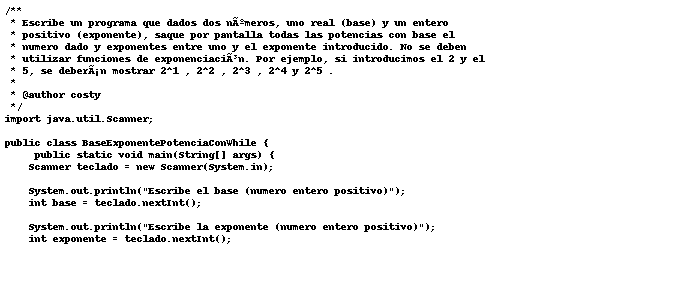 /**
 * Escribe un programa que dados dos nÃºmeros, uno real (base) y un entero
 * positivo (exponente), saque por pantalla todas las potencias con base el
 * numero dado y exponentes entre uno y el exponente introducido. No se deben
 * utilizar funciones de exponenciaciÃ³n. Por ejemplo, si introducimos el 2 y el
 * 5, se deberÃ¡n mostrar 2^1 , 2^2 , 2^3 , 2^4 y 2^5 .
 *
 * @author costy
 */
import java.util.Scanner;

public class BaseExponentePotenciaConWhile {
     public static void main(String[] args) {
    Scanner teclado = new Scanner(System.in);

    System.out.println("Escribe el base (numero entero positivo)");
    int base = teclado.nextInt();

    System.out.println("Escribe la exponente (numero entero positivo)");
    int exponente = teclado.nextInt();